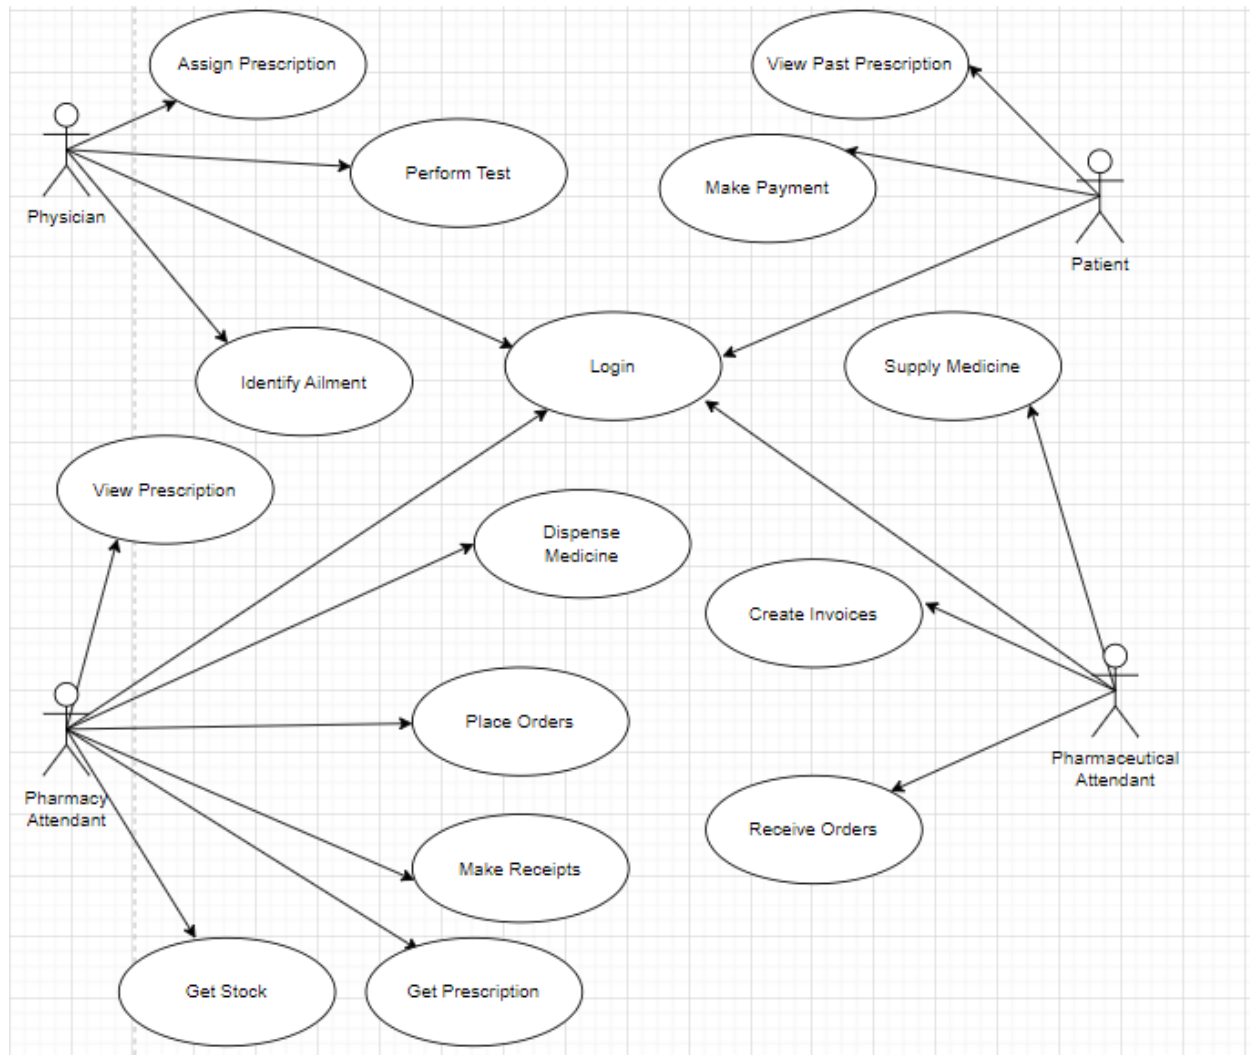 Assign Prescription
View Past Prescription
Perform Test
Make Payment
Physician
Patient
Login
Supply Medicine
Identify Ailment
View Prescription
Dispense
Medicine
Create Invoices
Place Orders
Pharmaceutical
Attendant
Pharmacy
Attendant
Receive Orders
Make Receipts
Get Stock
Get Prescription